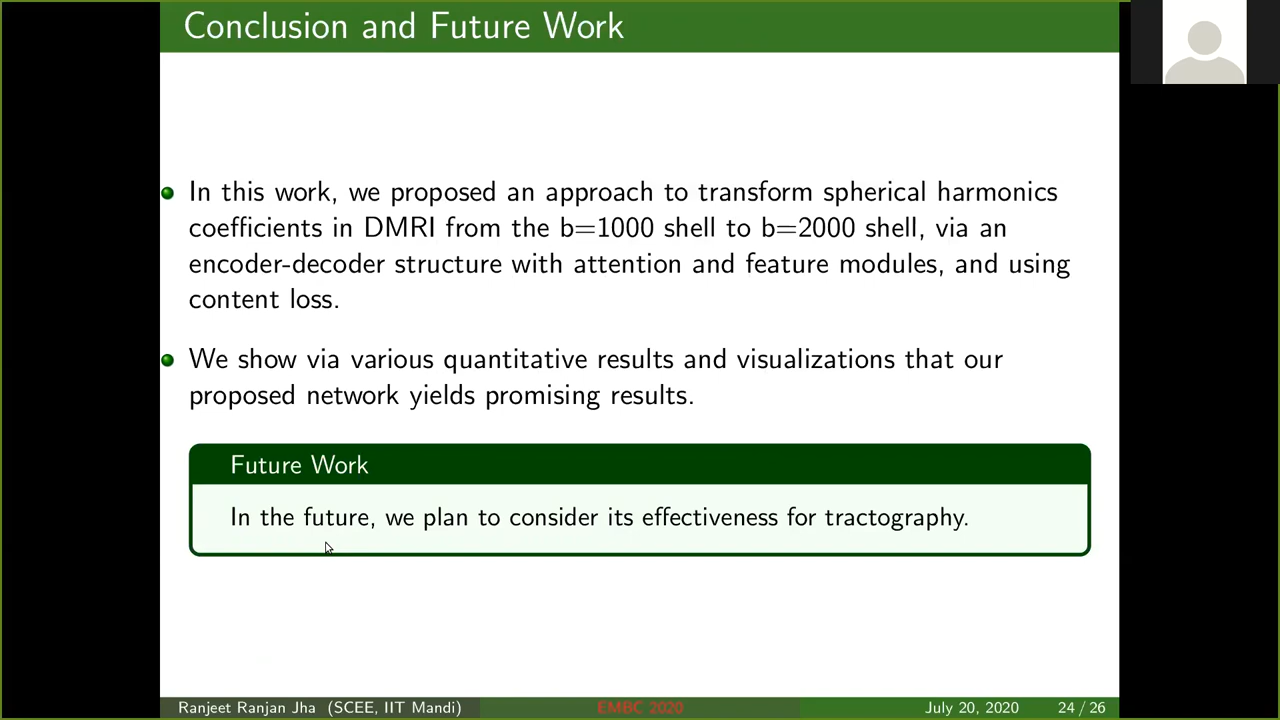 Conclusion and Future Work
In this work, we proposed an approach to transform spherical harmonics
coefficients in DMRI from the b=1000 shell to b=2000 shell, via an
encoder-decoder structure with attention and feature modules, and using
content loss.
We show via various quantitative results and visualizations that our
proposed network yields promising results.
Future Work
In the future, we plan to consider its effectiveness for tractography.
Ranjeet Ranjan Jha (SCEE, IIT Mandi) EMBC 2020 July 20, 2020 24 / 26